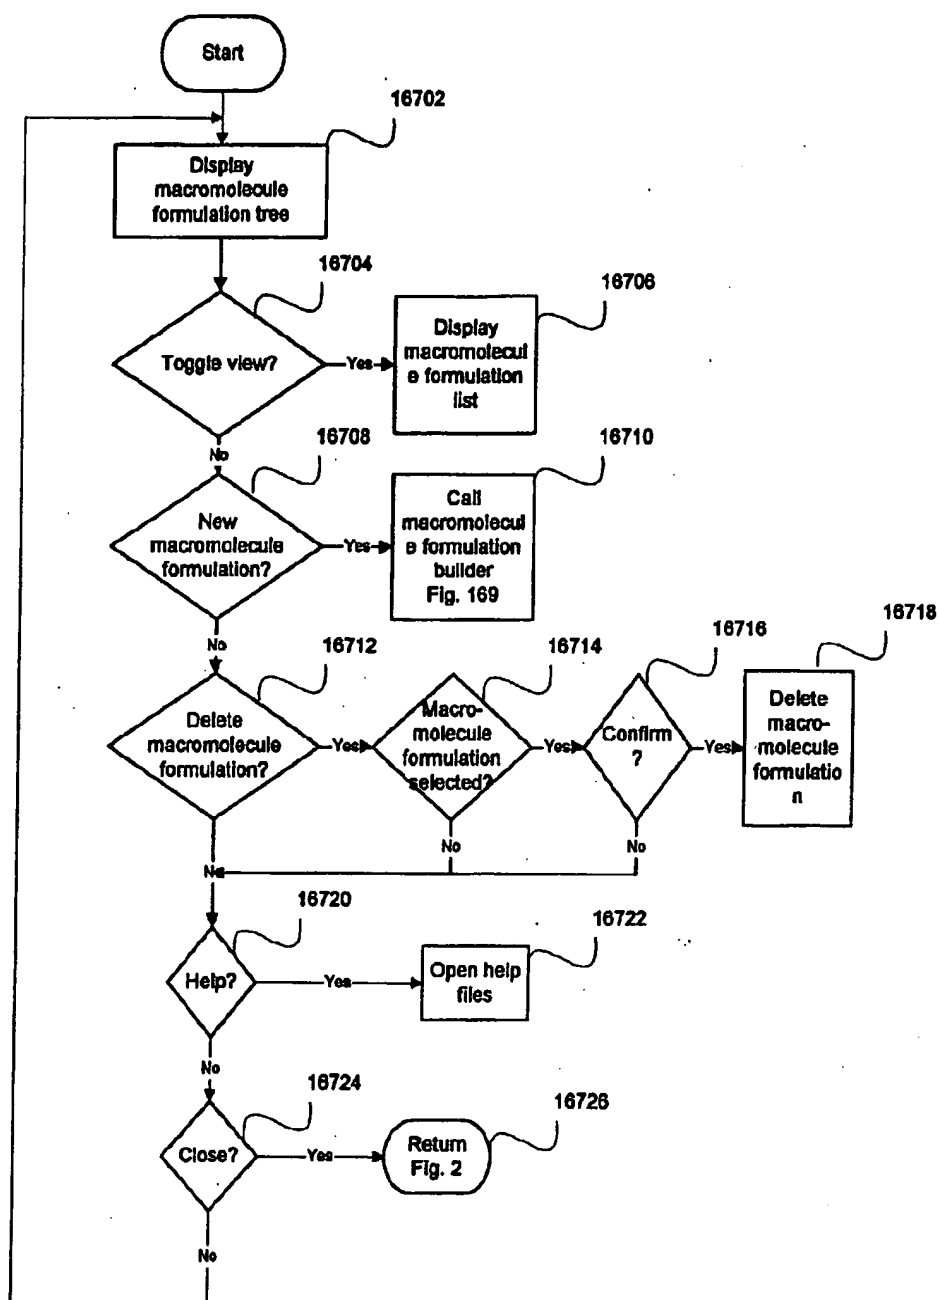 Start
16702
Display
macromolecule
formulation tree
16704
Toggle view?
Yes
16706
Display
macromolecul
e formulation
list
No
16708
New
macromolecule
formulation?
Yes
16710
Call
macromolecul
e formulation
builder
Fig. 169
No
16712
Delete
macromolecule
formulation?
Yes
16714
Macro-
molecule
formulation
selected?
Yes
16716
Confirm
?
Yes
16718
Delete
macro-
molecule
formulatio
n
No
No
No
16720
Help?
Yes
16722
Open help
files
No
16724
Close?
Yes
16726
Return
Fig. 2
No